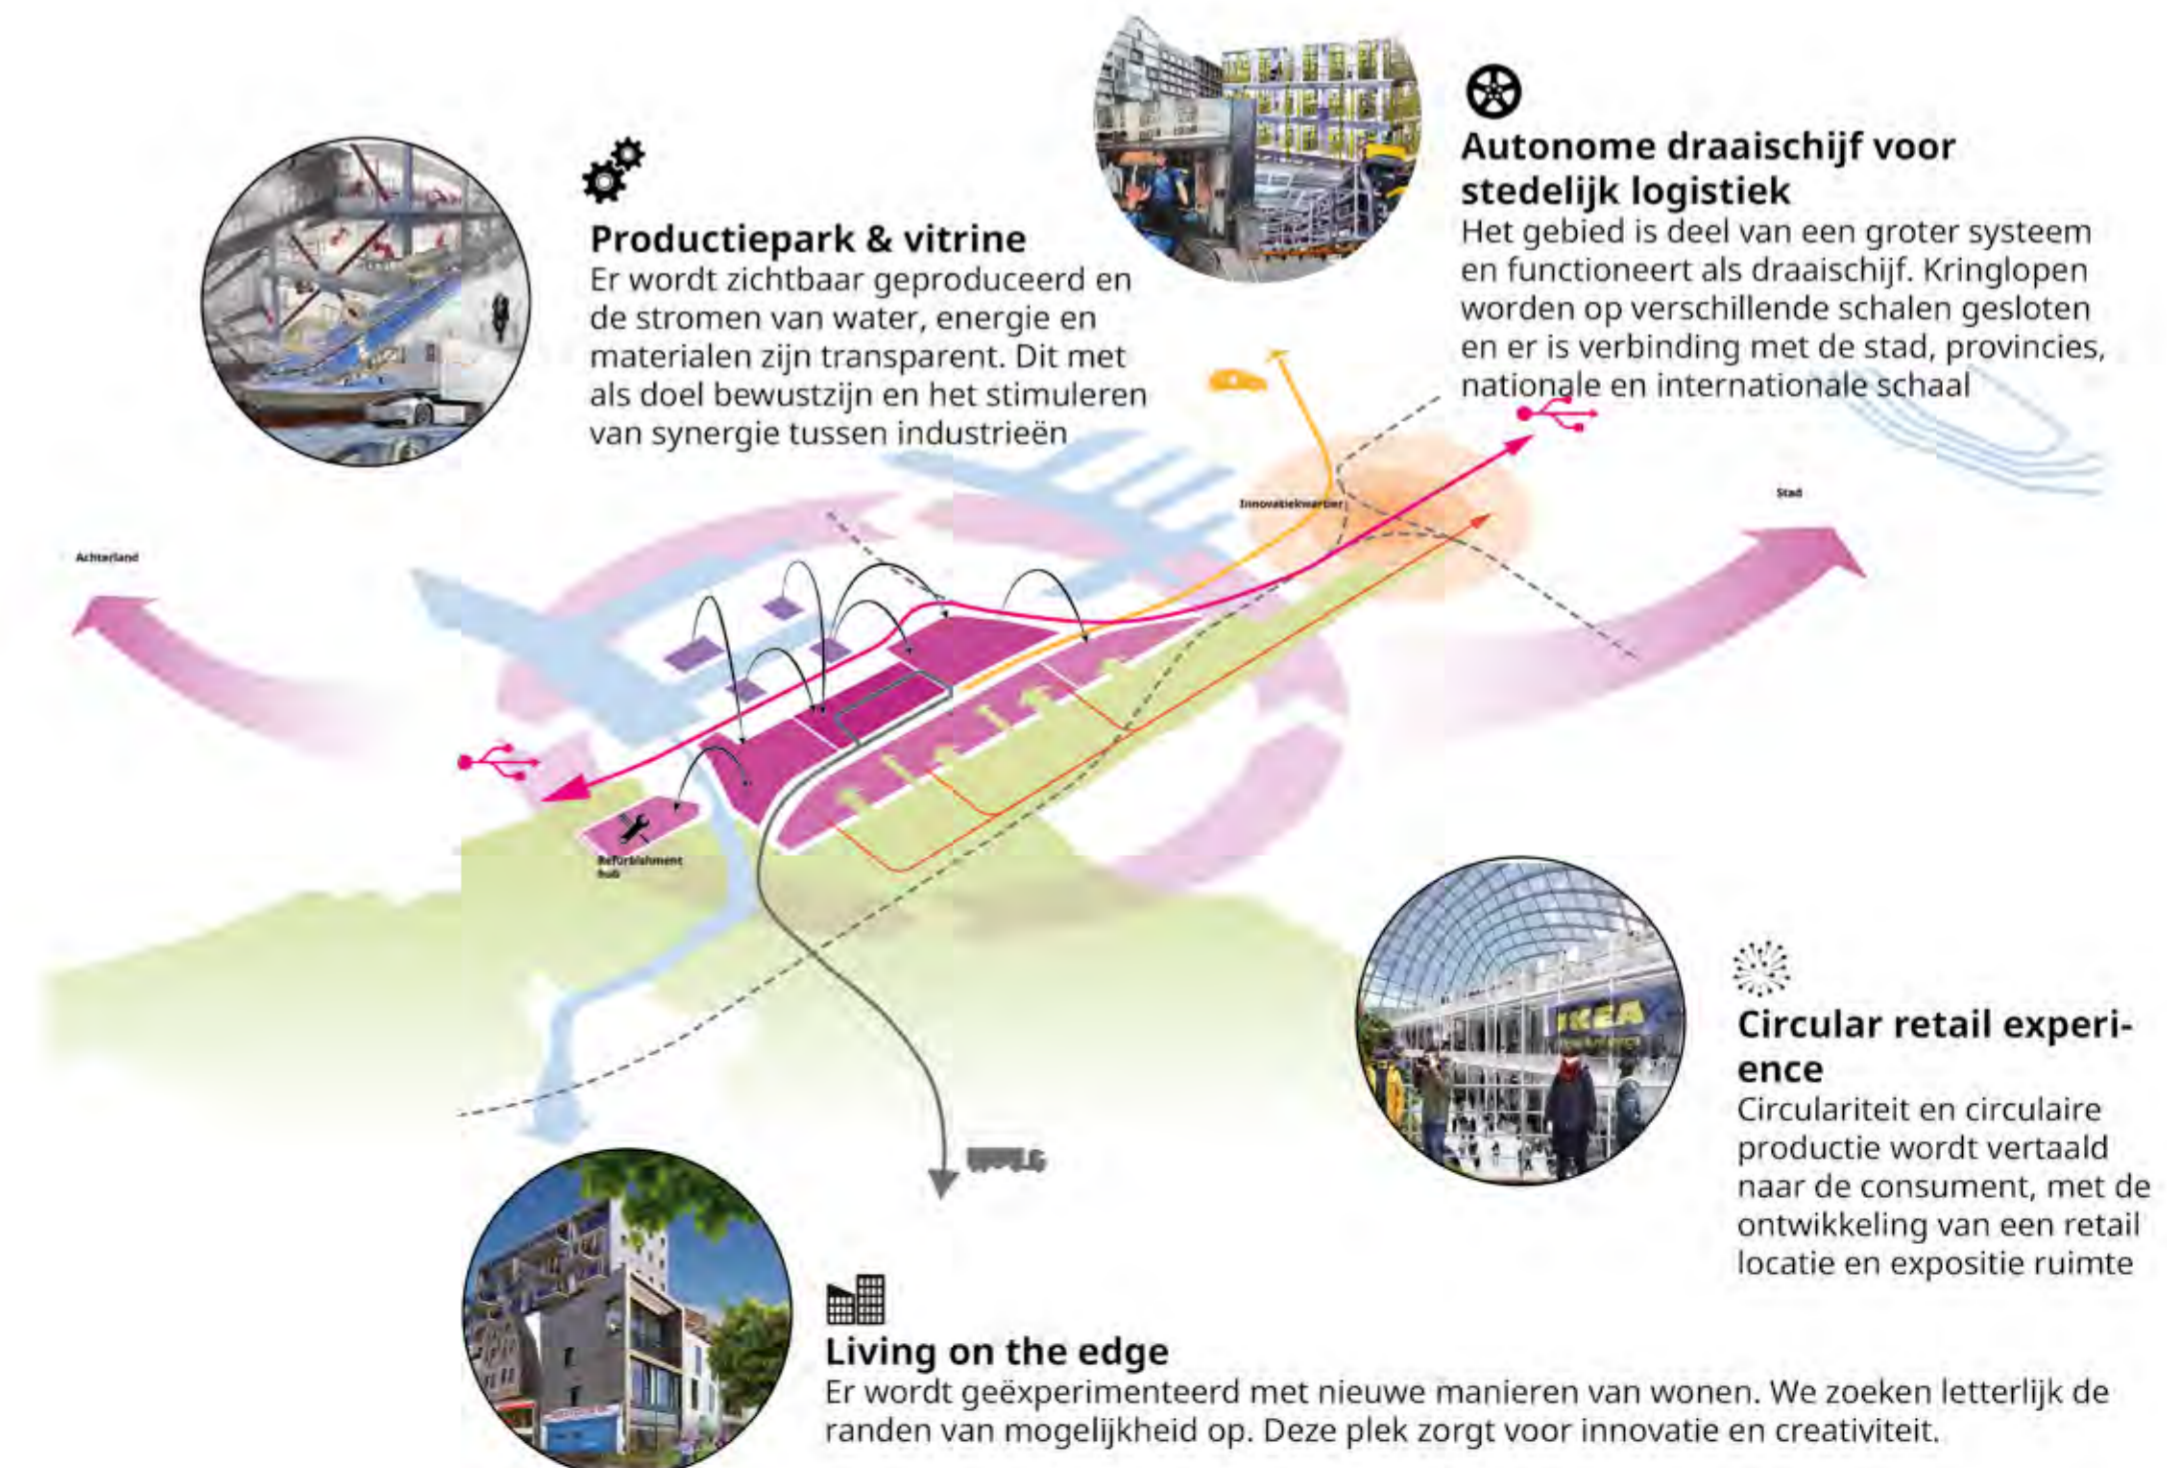 Autonome draaischijf voor
stedelijk logistiek
Het gebied is deel van een groter systeem
en functioneert als draaischijf. Kringlopen
worden op verschillende schalen gesloten
en er is verbinding met de stad, provincies,
nationale en internationale schaal
Productiepark & vitrine
Er wordt zichtbaar geproduceerd en
de stromen van water, energie en
materialen zijn transparent. Dit met
als doel bewustzijn en het stimuleren
van synergie tussen industrieën
Innovatiekwartier
Stad
Achterland
Refurbishment
hub
IKEA
Circular retail experi-
ence
Circulariteit en circulaire
productie wordt vertaald
naar de consument, met de
ontwikkeling van een retail
locatie en expositie ruimte
Living on the edge
Er wordt geëxperimenteerd met nieuwe manieren van wonen. We zoeken letterlijk de
randen van mogelijkheid op. Deze plek zorgt voor innovatie en creativiteit.